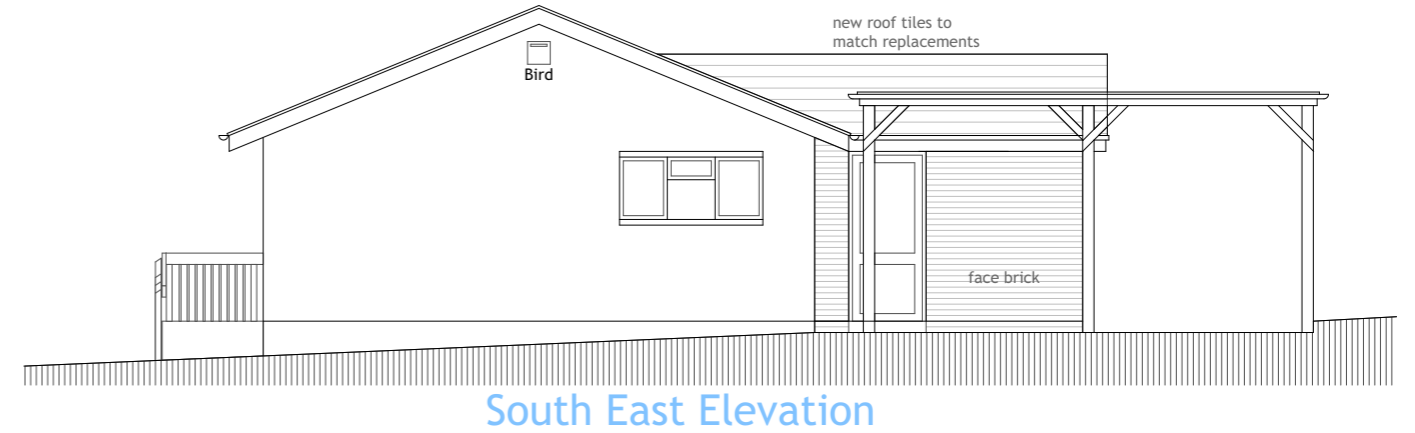 new roof tiles to
match replacements
Bird
face brick
South East Elevation